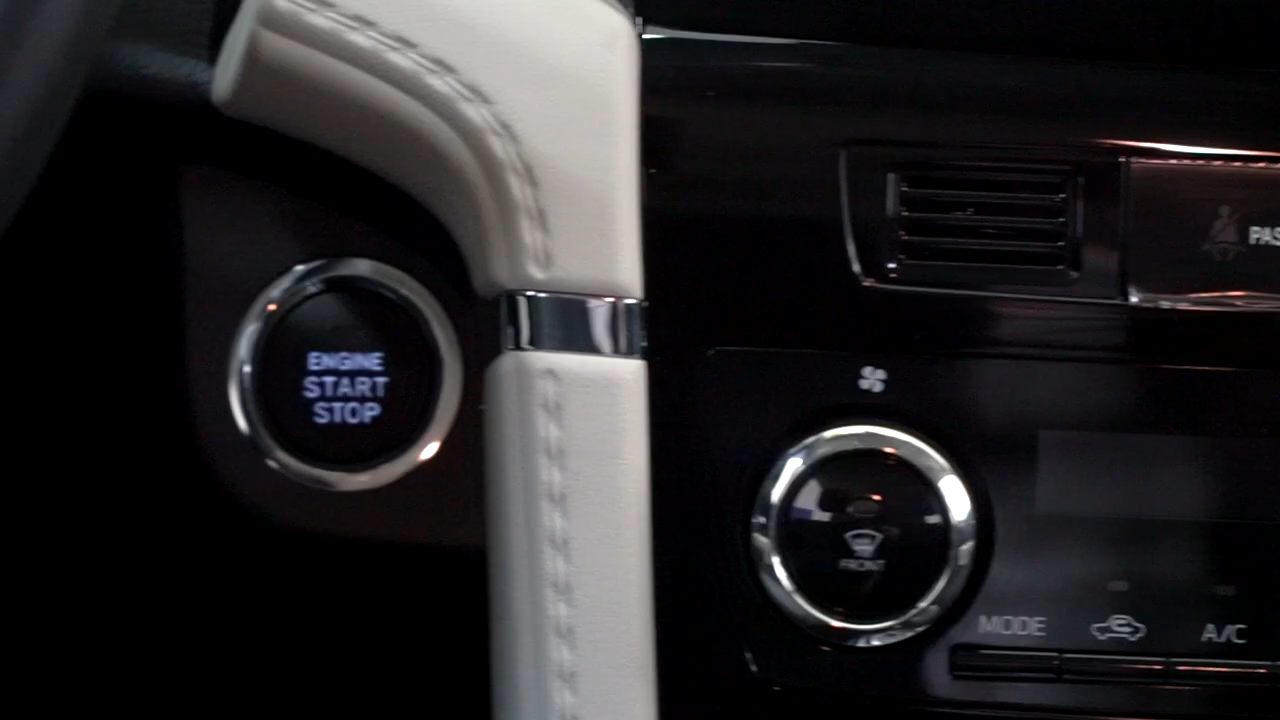 ENGINE
START
STOP
PAS
FRONT
MODE
A/C